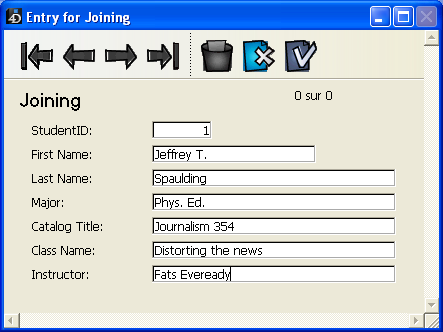 Entry for Joining
Joining
0 sur 0
StudentID: 1
First Name: Jeffrey T.
Last Name: Spaulding
Major: Phys. Ed.
Catalog Title: Journalism 354
Class Name: Distorting the news
Instructor: Fats Eveready